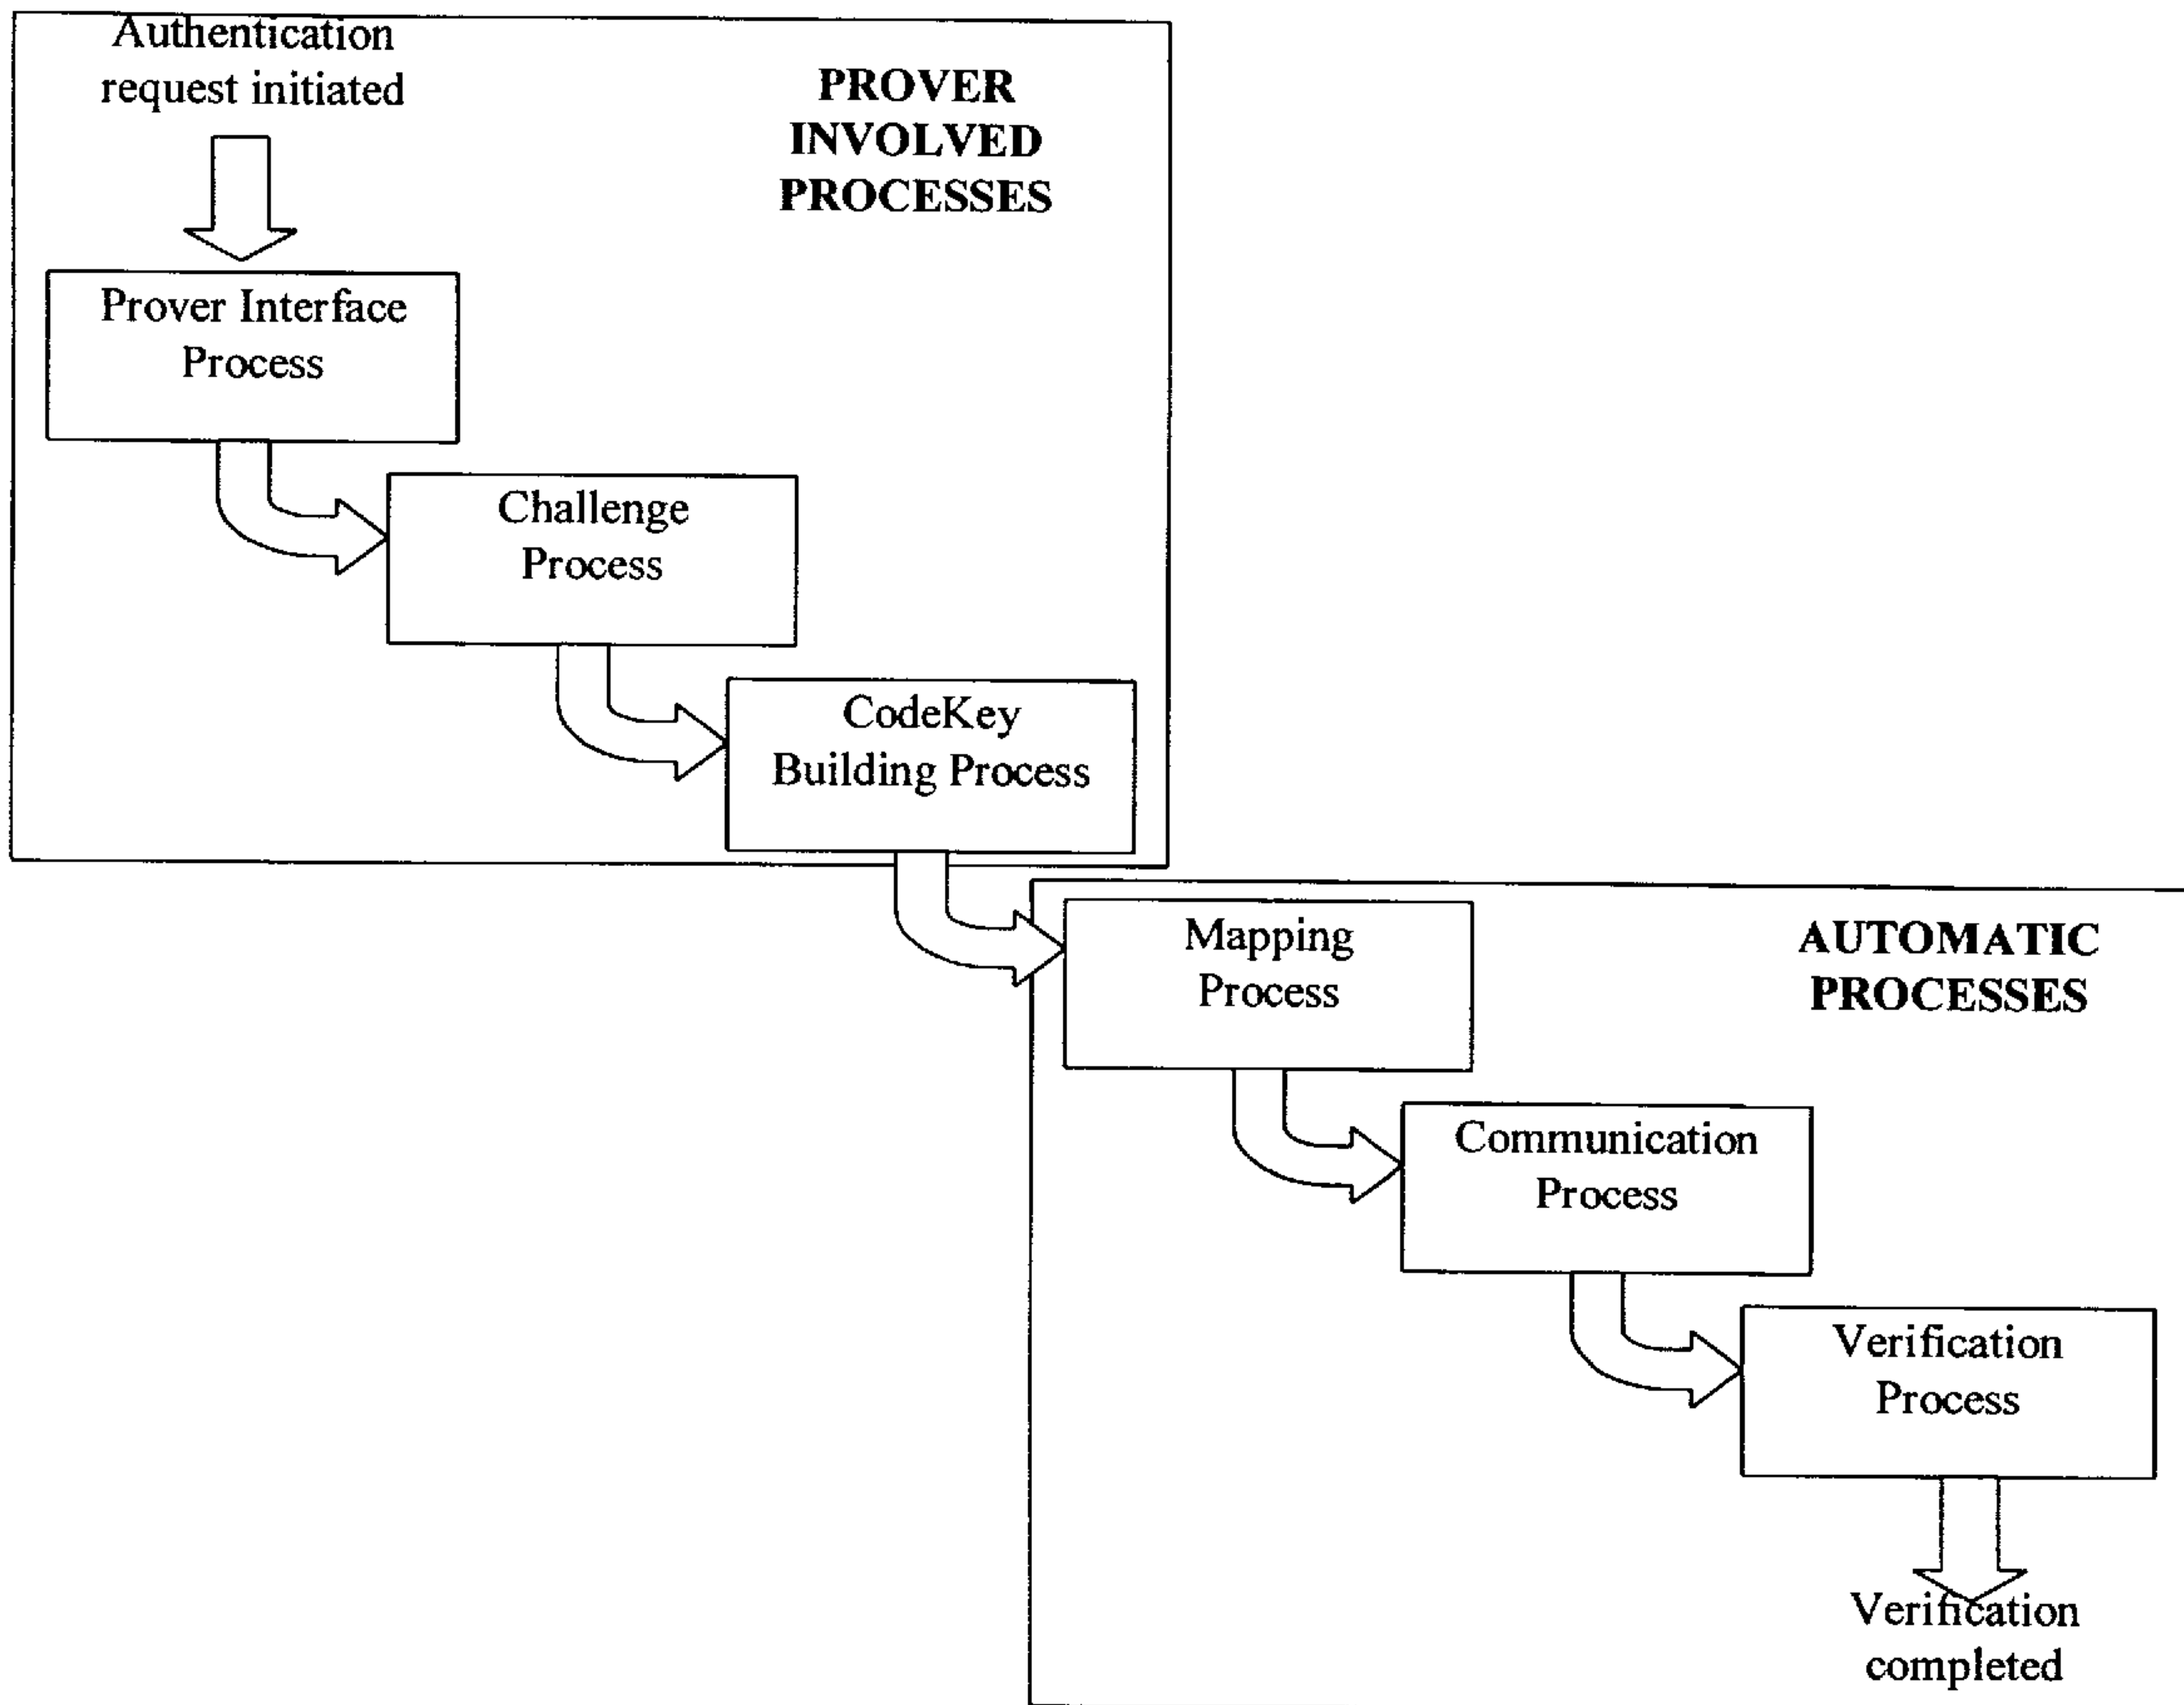 Authentication
request initiated
PROVER
INVOLVED
PROCESSES
Prover Interface
Process
Challenge
Process
CodeKey
Building Process
Mapping
Process
AUTOMATIC
PROCESSES
Communication
Process
Verification
Process
Verification
completed